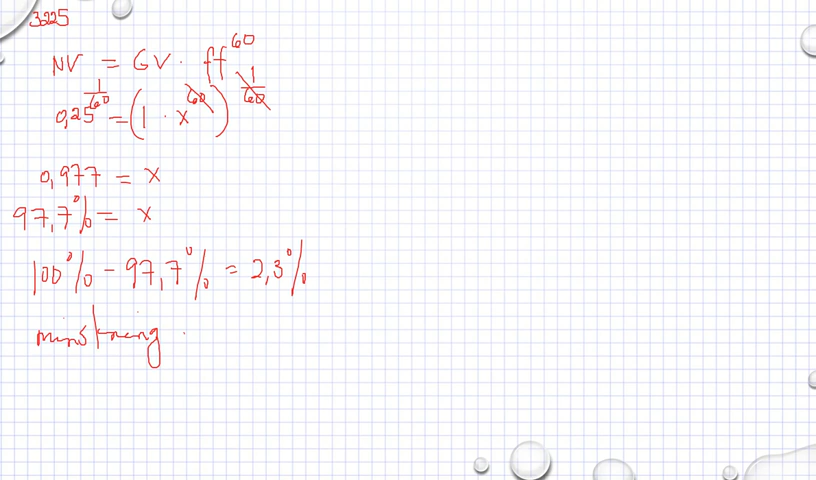 3225
NV = GV · ff^60
0,25^(1/60) = (1 · x^60)^(1/60)
0,977 = x
97,7% = x
100% - 97,7% = 2,3%
minskning